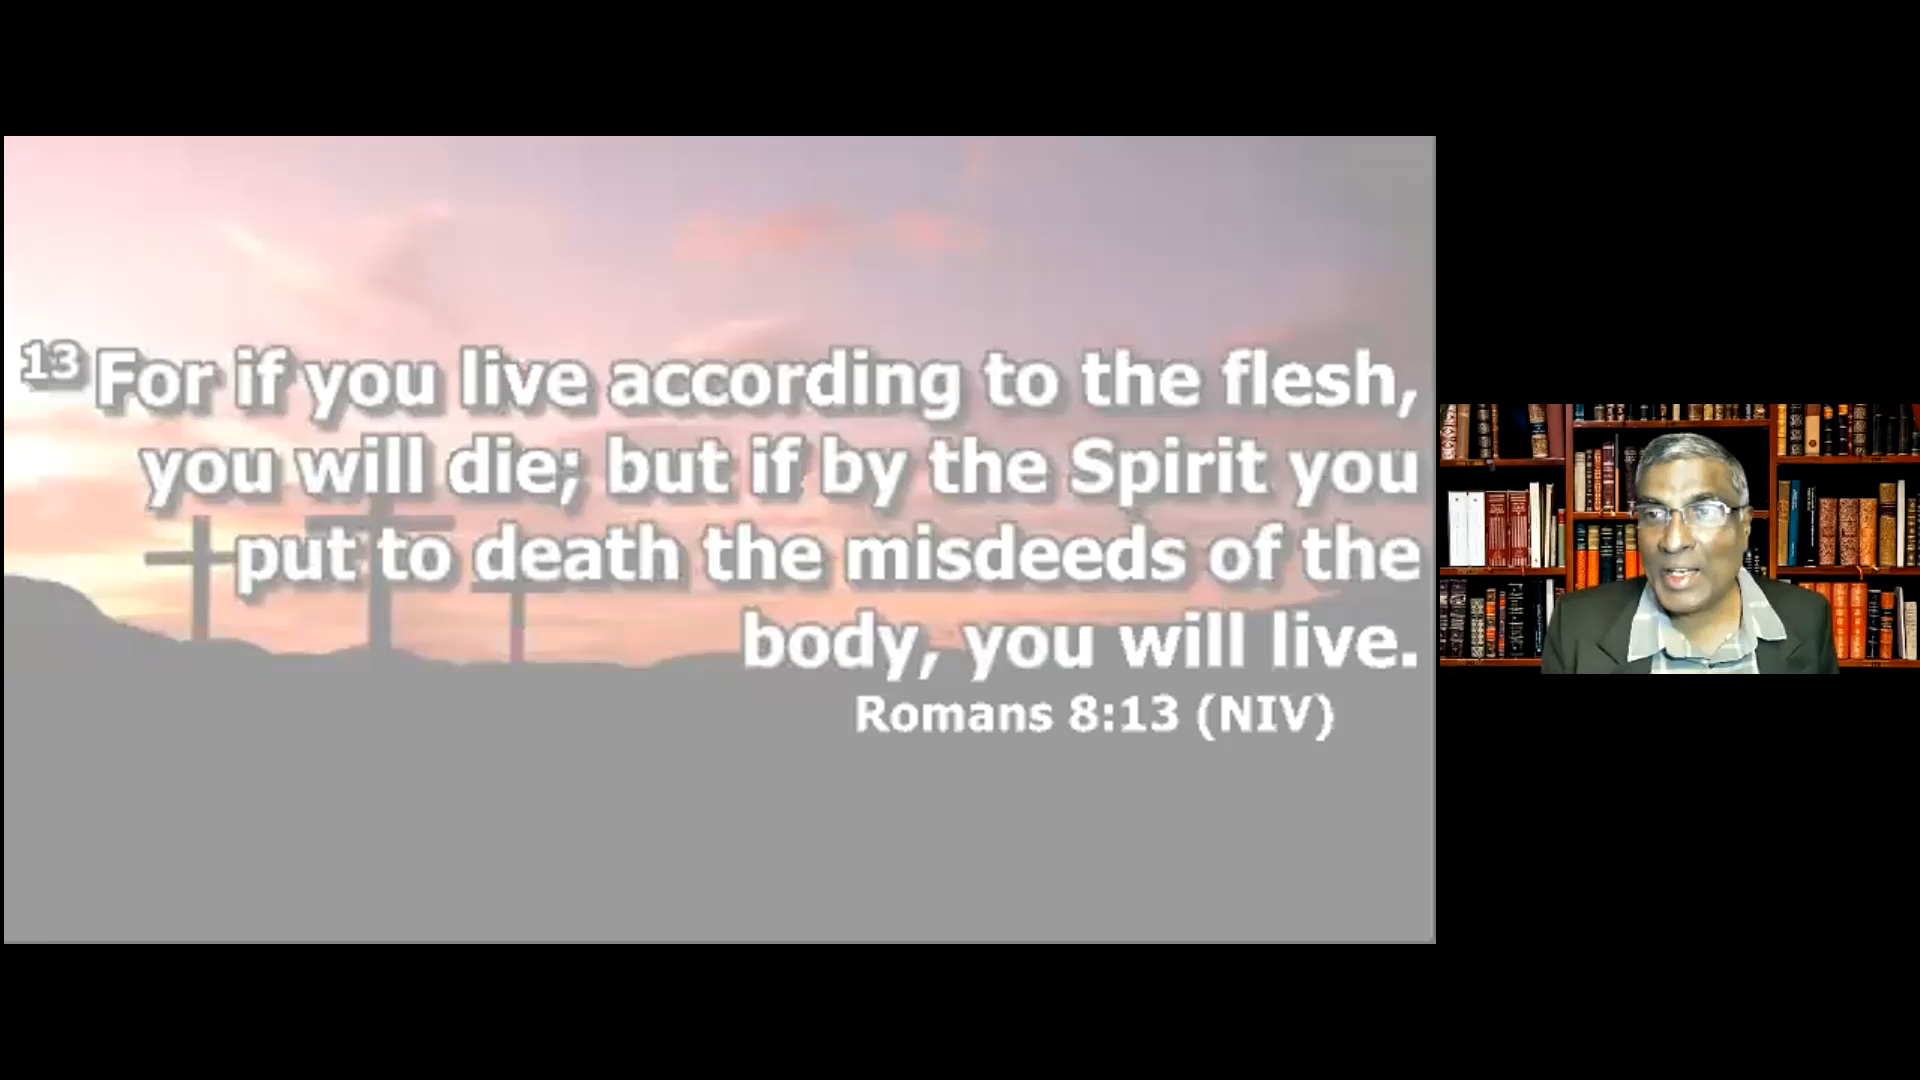 13 For if you live according to the flesh,
you will die; but if by the Spirit you
put to death the misdeeds of the
body, you will live.
Romans 8:13 (NIV)